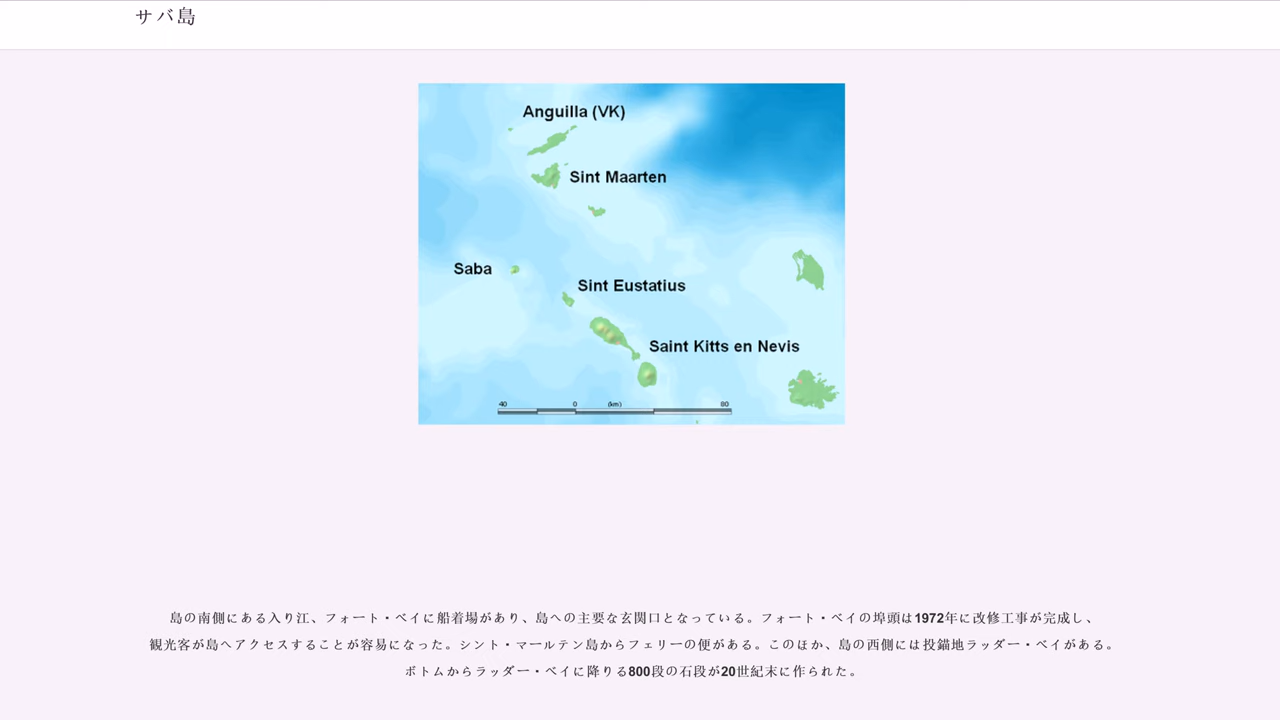 サバ島
Anguilla (VK)
Sint Maarten
Saba
Sint Eustatius
Saint Kitts en Nevis
40 0 (km) 80
島の南側にある入り江、フォート・ベイに船着場があり、島への主要な玄関口となっている。フォート・ベイの埠頭は1972年に改修工事が完成し、
観光客が島へアクセスすることが容易になった。シント・マールテン島からフェリーの便がある。このほか、島の西側には投錨地ラッダー・ベイがある。
ボトムからラッダー・ベイに降りる800段の石段が20世紀末に作られた。